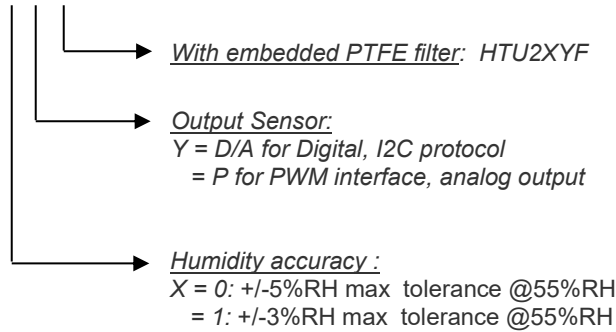 With embedded PTFE filter: HTU2XYF
Output Sensor:
Y = D/A for Digital, I2C protocol
= P for PWM interface, analog output
Humidity accuracy :
X = 0: +/-5%RH max tolerance @55%RH
= 1: +/-3%RH max tolerance @55%RH